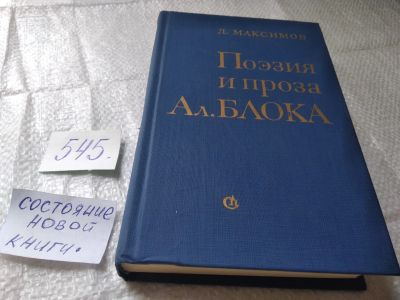 Д. МАКСИМОВ
Поэзия
и проза
Ал. БЛОКА
545.
состояние
новой
книги.